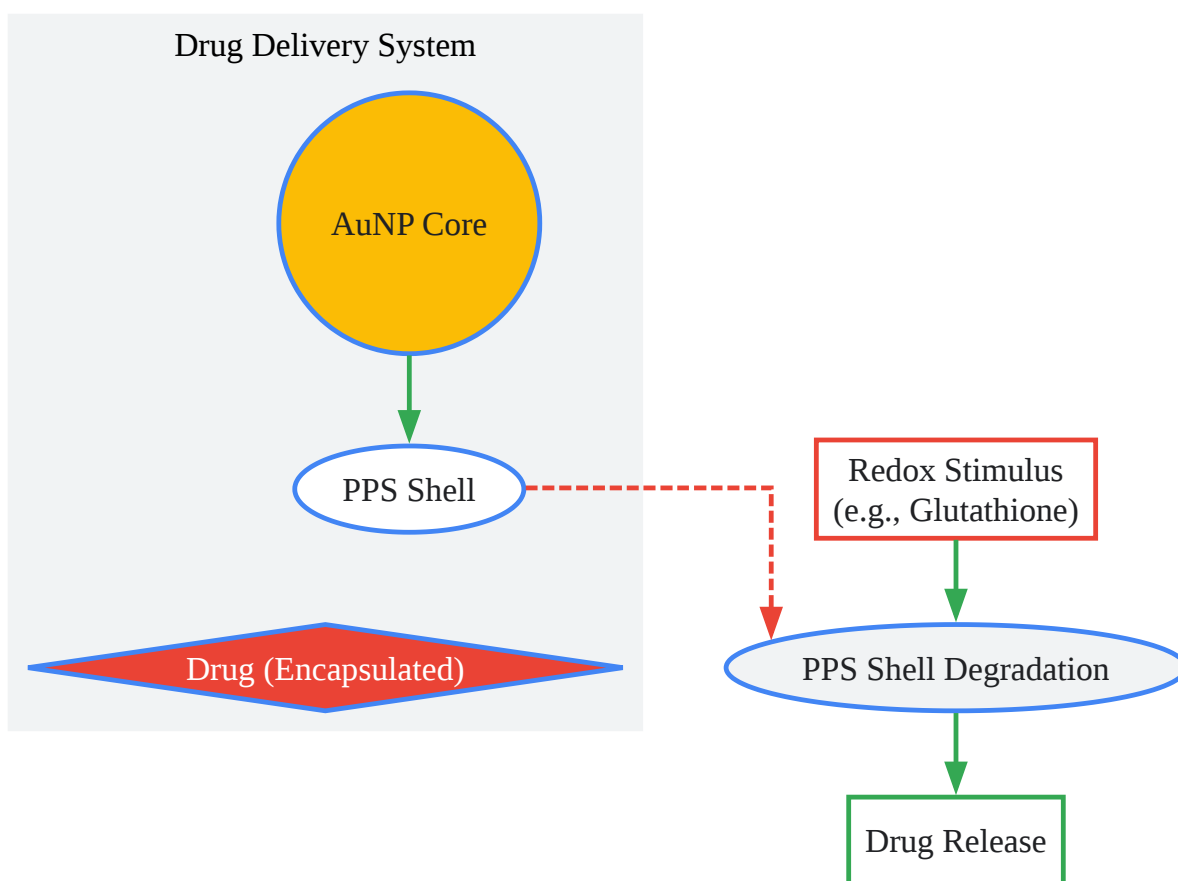 Drug Delivery System
AuNP Core
PPS Shell
Drug (Encapsulated)
Redox Stimulus
(e.g., Glutathione)
PPS Shell Degradation
Drug Release